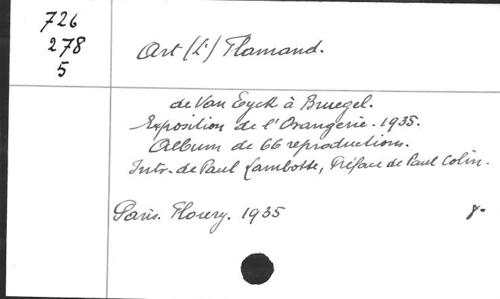 726
278
5
Art (L') Flamand.
de Van Eyck à Bruegel.
Exposition de l'Orangerie. 1935.
Album de 66 reproductions.
Intr. de Paul Lambotte, Préface de Paul Colin.
Paris. Floury. 1935
8.